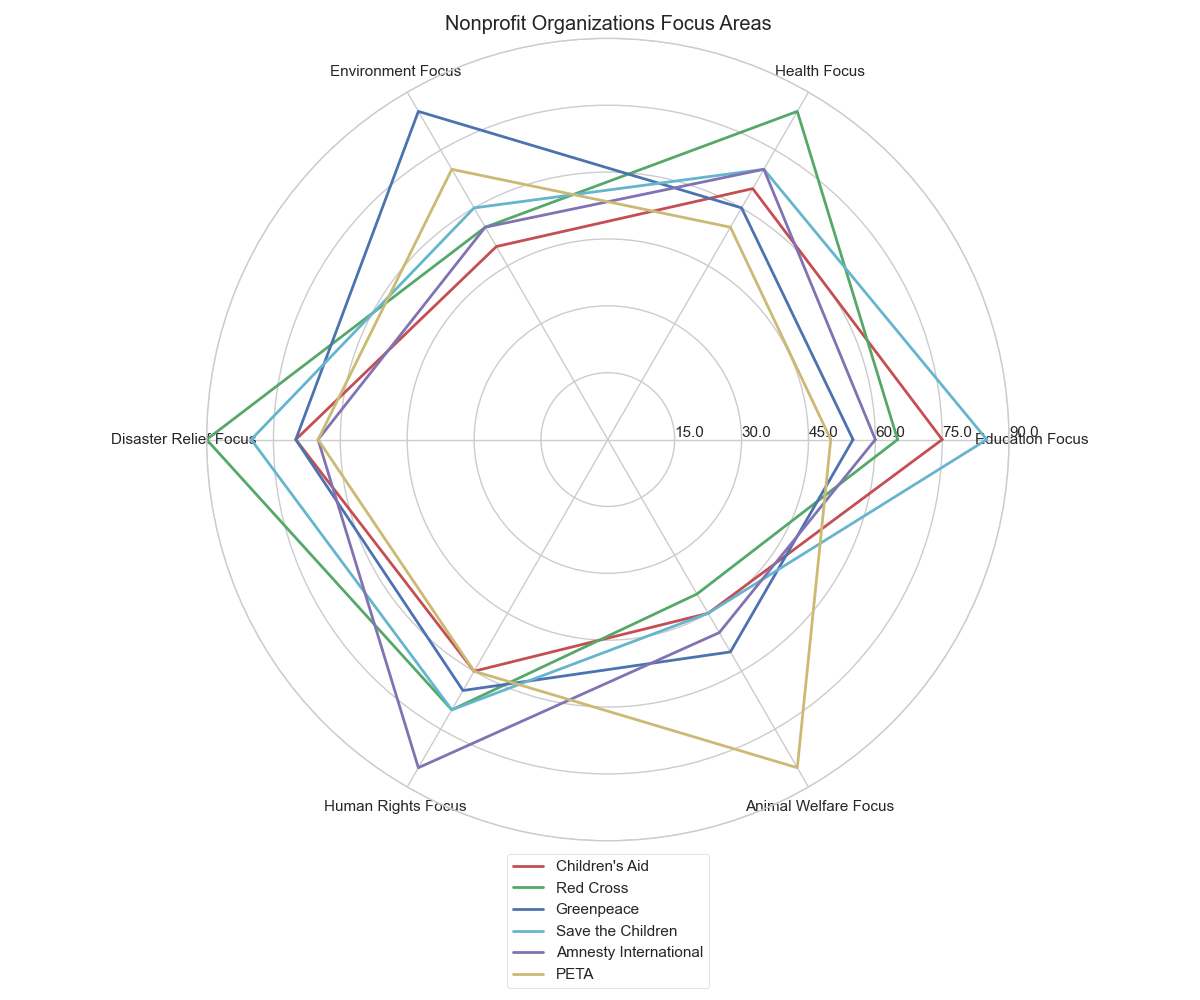 Nonprofit Organizations Focus Areas
Environment Focus
Health Focus
Disaster Relief Focus
15.0
30.0
45.0
60.0
75.0
90.0
Education Focus
Human Rights Focus
Animal Welfare Focus
Children's Aid
Red Cross
Greenpeace
Save the Children
Amnesty International
PETA